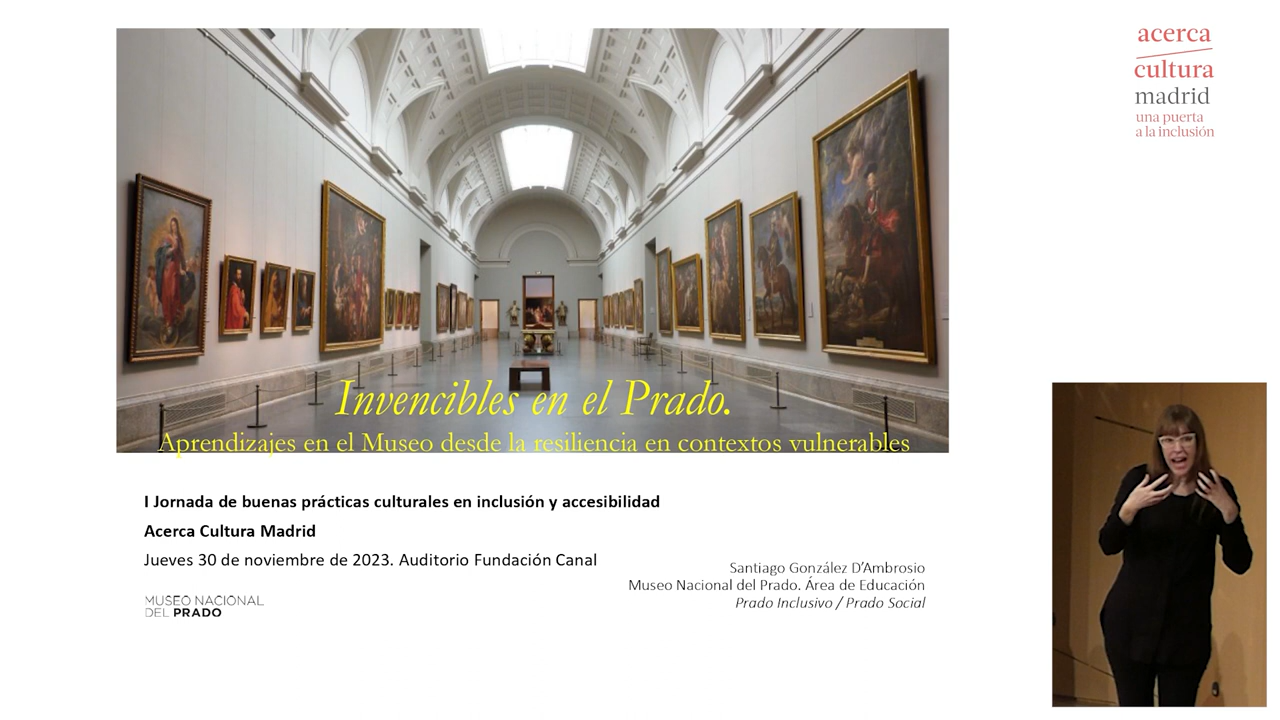 acerca
cultura
madrid
una puerta
a la inclusión
Invencibles en el Prado.
Aprendizajes en el Museo desde la resiliencia en contextos vulnerables
I Jornada de buenas prácticas culturales en inclusión y accesibilidad
Acerca Cultura Madrid
Jueves 30 de noviembre de 2023. Auditorio Fundación Canal
Santiago González D’Ambrosio
Museo Nacional del Prado. Área de Educación
Prado Inclusivo / Prado Social
MUSEO NACIONAL
DEL PRADO